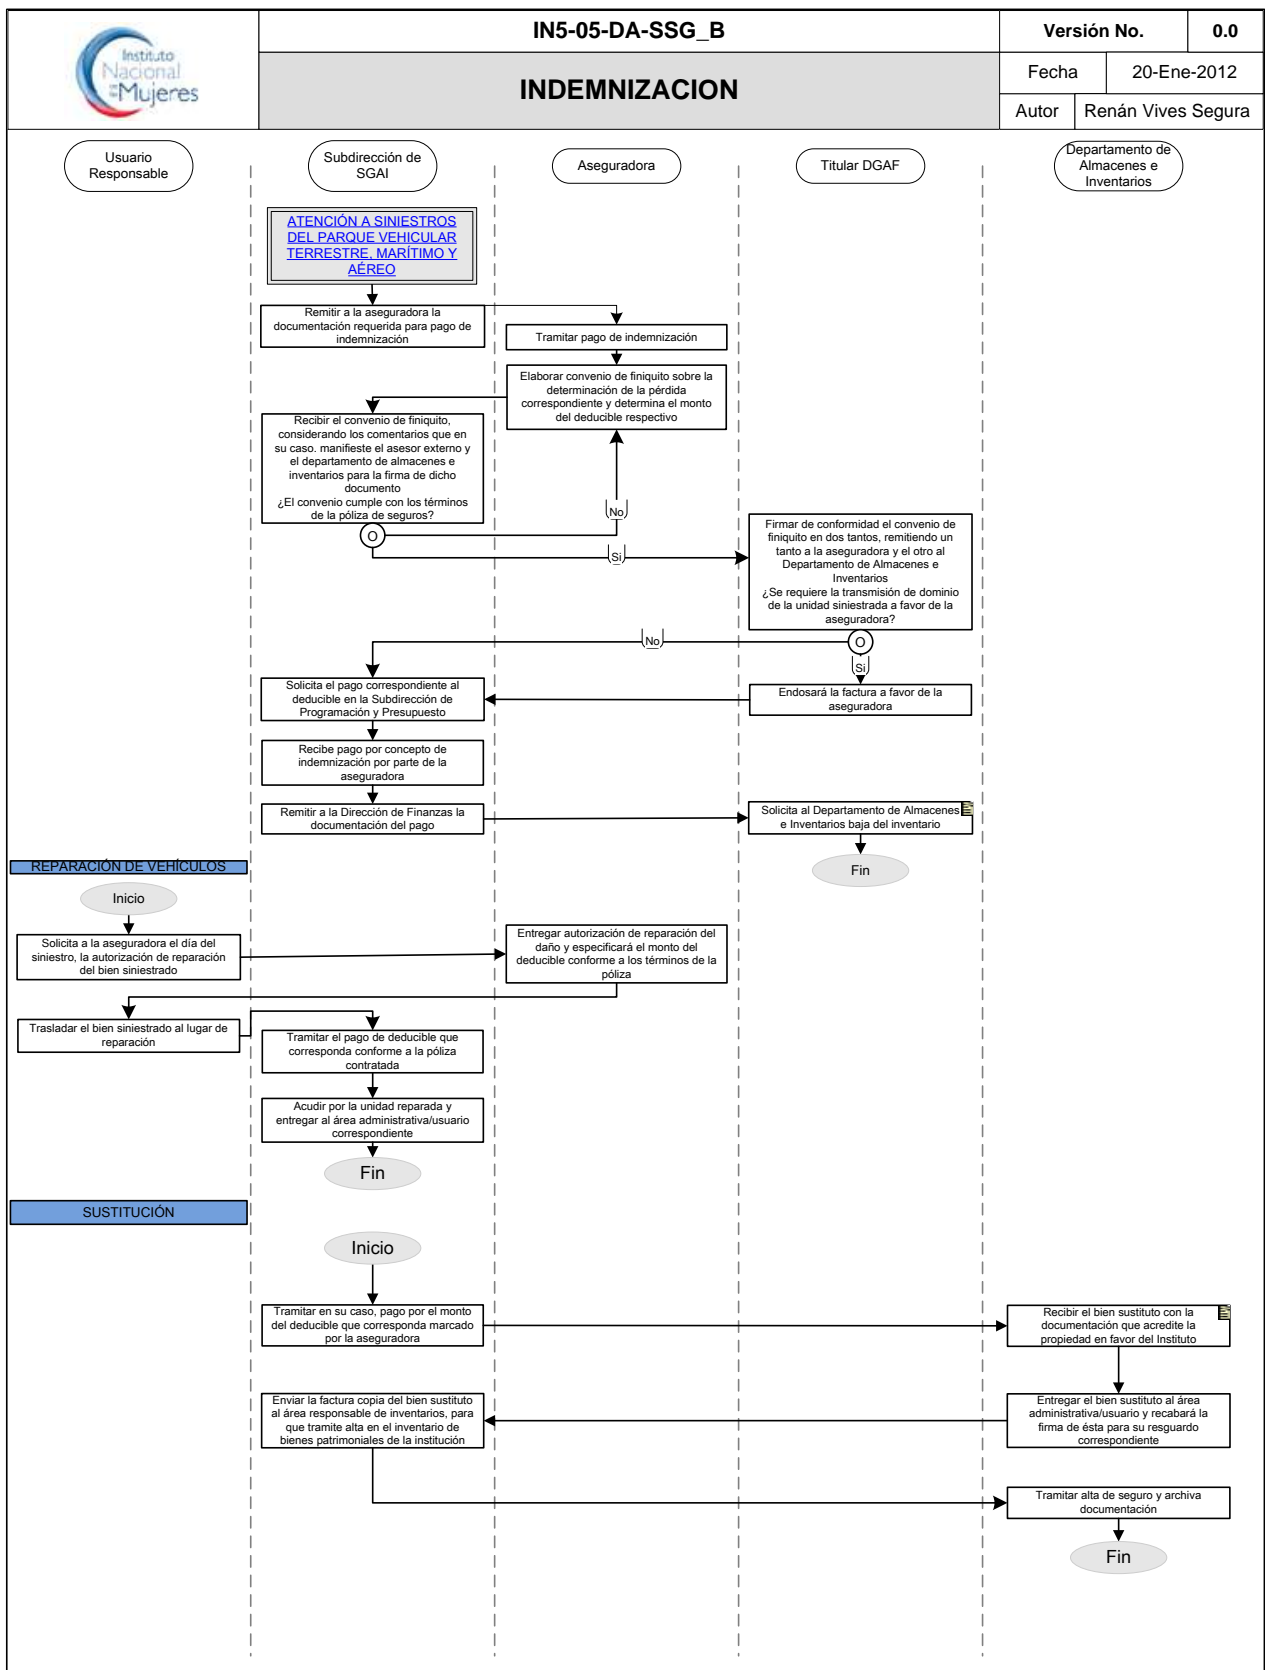 Instituto
Nacional
de las
Mujeres
IN5-05-DA-SSG_B
INDEMNIZACION
Versión No.
0.0
Fecha
20-Ene-2012
Autor
Renán Vives Segura
Usuario
Responsable
Subdirección de
SGAI
Aseguradora
Titular DGAF
Departamento de
Almacenes e
Inventarios
ATENCIÓN A SINIESTROS
DEL PARQUE VEHICULAR
TERRESTRE, MARÍTIMO Y
AÉREO
Remitir a la aseguradora la
documentación requerida para pago de
indemnización
Tramitar pago de indemnización
Elaborar convenio de finiquito sobre la
determinación de la pérdida
correspondiente y determina el monto
del deducible respectivo
Recibir el convenio de finiquito,
considerando los comentarios que en
su caso. manifieste el asesor externo y
el departamento de almacenes e
inventarios para la firma de dicho
documento
¿El convenio cumple con los términos
de la póliza de seguros?
O
No
Si
Firmar de conformidad el convenio de
finiquito en dos tantos, remitiendo un
tanto a la aseguradora y el otro al
Departamento de Almacenes e
Inventarios
¿Se requiere la transmisión de dominio
de la unidad siniestrada a favor de la
aseguradora?
O
No
Si
Solicita el pago correspondiente al
deducible en la Subdirección de
Programación y Presupuesto
Endosará la factura a favor de la
aseguradora
Recibe pago por concepto de
indemnización por parte de la
aseguradora
Remitir a la Dirección de Finanzas la
documentación del pago
Solicita al Departamento de Almacenes
e Inventarios baja del inventario
Fin
REPARACIÓN DE VEHÍCULOS
Inicio
Solicita a la aseguradora el día del
siniestro, la autorización de reparación
del bien siniestrado
Entregar autorización de reparación del
daño y especificará el monto del
deducible conforme a los términos de la
póliza
Trasladar el bien siniestrado al lugar de
reparación
Tramitar el pago de deducible que
corresponda conforme a la póliza
contratada
Acudir por la unidad reparada y
entregar al área administrativa/usuario
correspondiente
Fin
SUSTITUCIÓN
Inicio
Tramitar en su caso, pago por el monto
del deducible que corresponda marcado
por la aseguradora
Recibir el bien sustituto con la
documentación que acredite la
propiedad en favor del Instituto
Enviar la factura copia del bien sustituto
al área responsable de inventarios, para
que tramite alta en el inventario de
bienes patrimoniales de la institución
Entregar el bien sustituto al área
administrativa/usuario y recabará la
firma de ésta para su resguardo
correspondiente
Tramitar alta de seguro y archiva
documentación
Fin